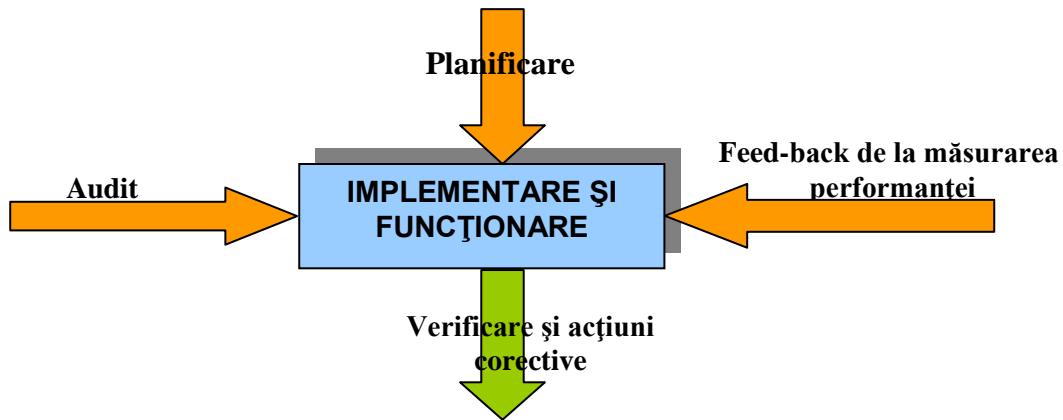 Planificare
Feed-back de la măsurarea
performanţei
Audit
IMPLEMENTARE ŞI
FUNCŢIONARE
Verificare şi acţiuni
corective